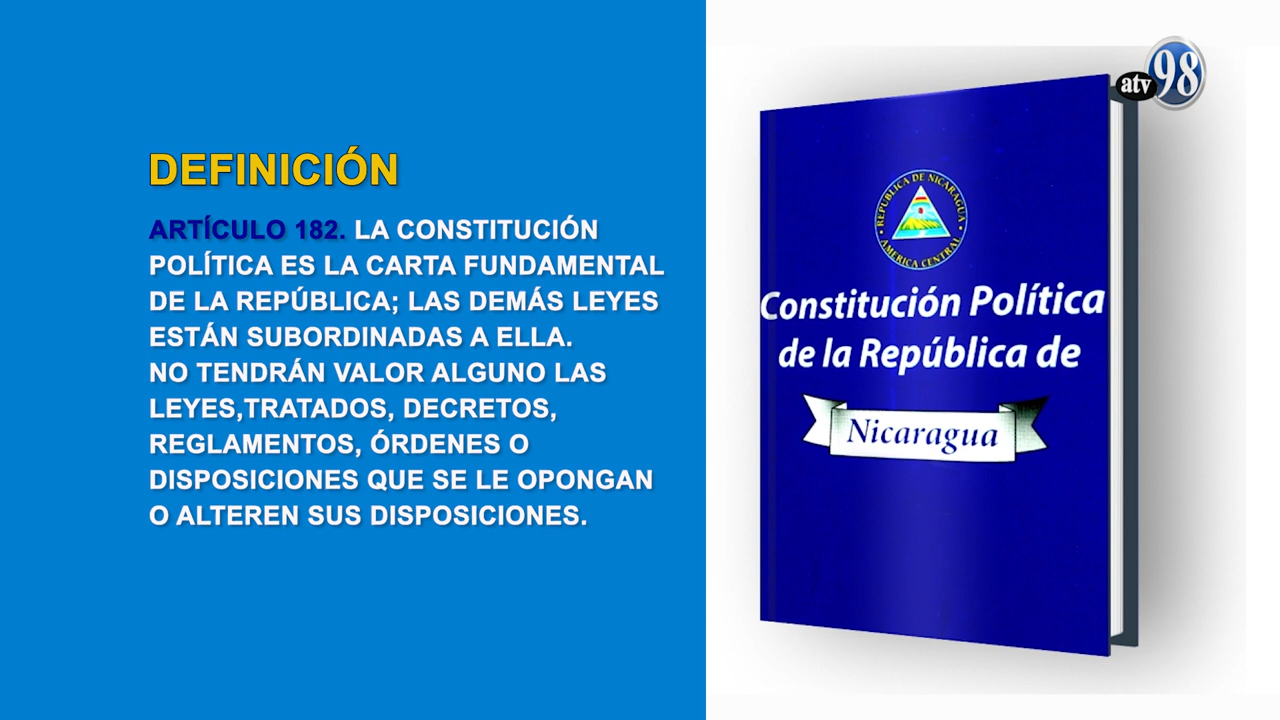 DEFINICIÓN
ARTÍCULO 182. LA CONSTITUCIÓN
POLÍTICA ES LA CARTA FUNDAMENTAL
DE LA REPÚBLICA; LAS DEMÁS LEYES
ESTÁN SUBORDINADAS A ELLA.
NO TENDRÁN VALOR ALGUNO LAS
LEYES,TRATADOS, DECRETOS,
REGLAMENTOS, ÓRDENES O
DISPOSICIONES QUE SE LE OPONGAN
O ALTEREN SUS DISPOSICIONES.
atv 98
REPUBLICA DE NICARAGUA
AMERICA CENTRAL
Constitución Política
de la República de
Nicaragua